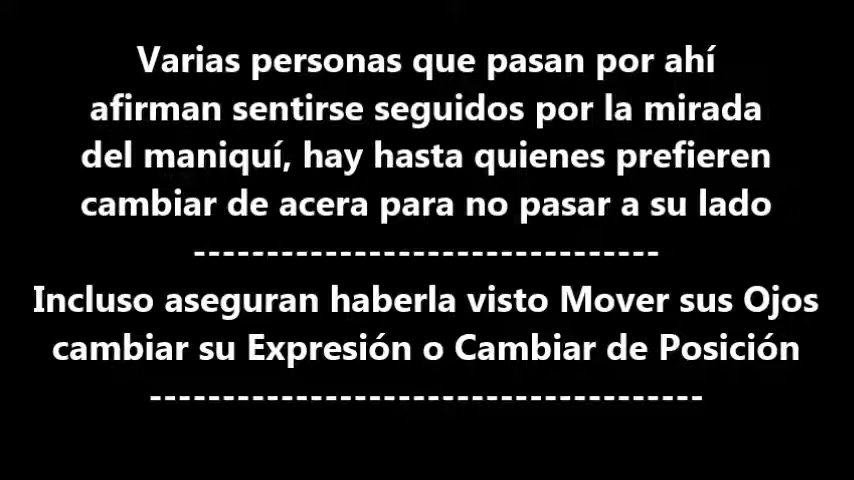 Varias personas que pasan por ahí
afirman sentirse seguidos por la mirada
del maniquí, hay hasta quienes prefieren
cambiar de acera para no pasar a su lado
--------------------------------
Incluso aseguran haberla visto Mover sus Ojos
cambiar su Expresión o Cambiar de Posición
--------------------------------------